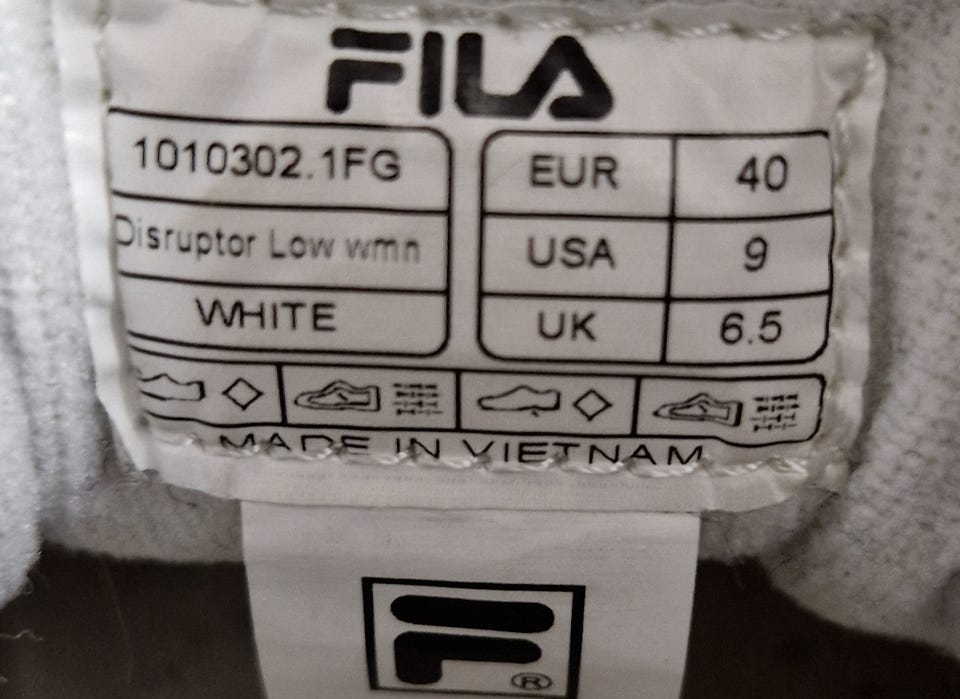 FILA
1010302.1FG
Disruptor Low wmn
WHITE
EUR 40
USA 9
UK 6.5
MADE IN VIETNAM
F
®